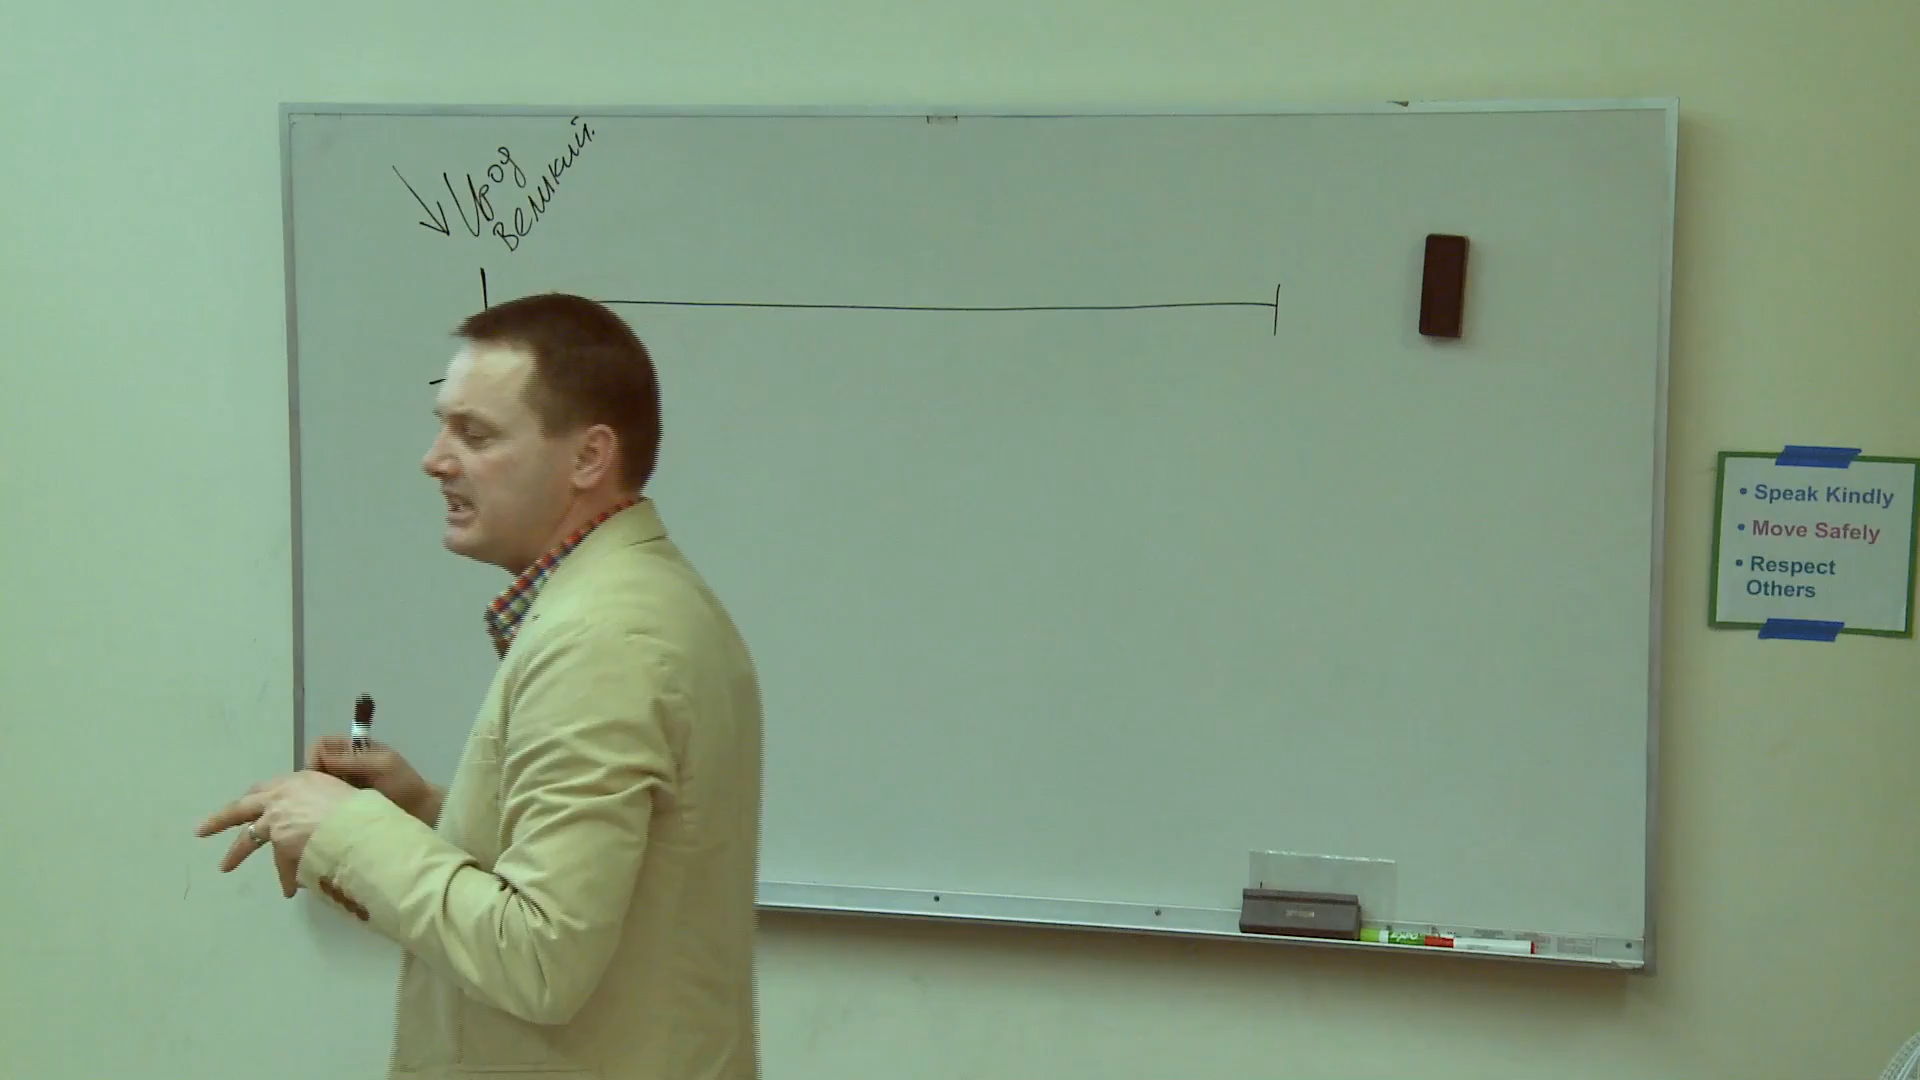 Ирод
Великий.
• Speak Kindly
• Move Safely
• Respect
Others